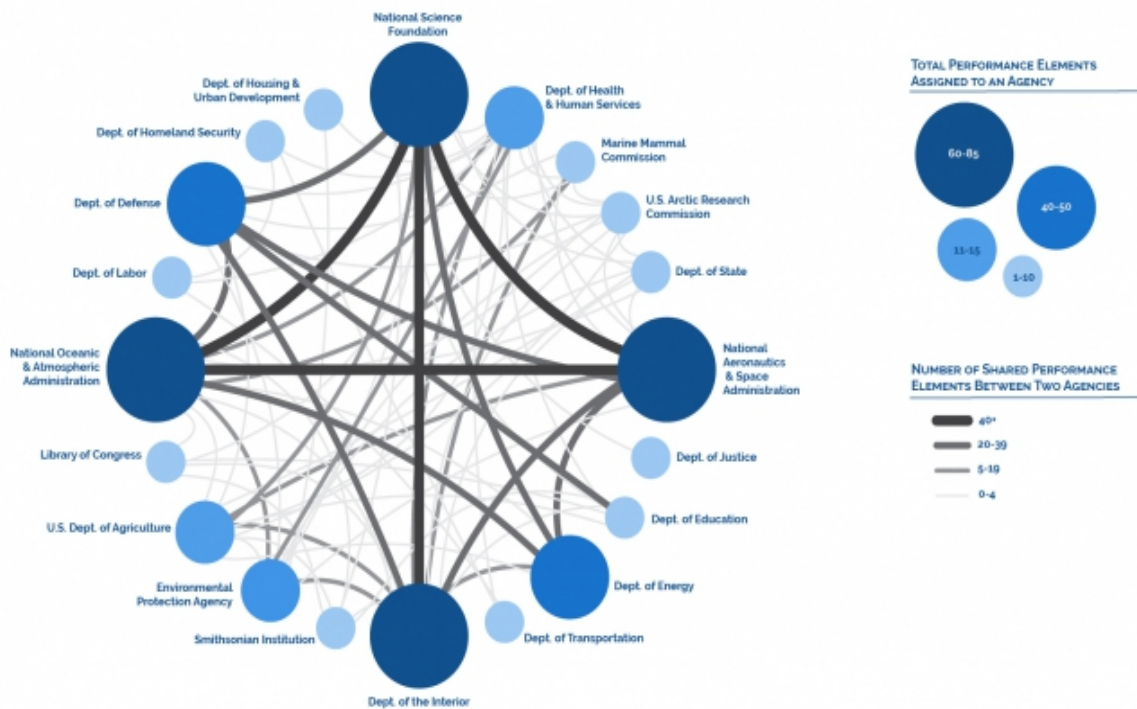 National Science
Foundation
Dept. of Housing &
Urban Development
Dept. of Health
& Human Services
Dept. of Homeland Security
Marine Mammal
Commission
Dept. of Defense
U.S. Arctic Research
Commission
Dept. of Labor
Dept. of State
National Oceanic
& Atmospheric
Administration
National
Aeronautics
& Space
Administration
Library of Congress
Dept. of Justice
U.S. Dept. of Agriculture
Dept. of Education
Environmental
Protection Agency
Dept. of Energy
Smithsonian Institution
Dept. of Transportation
Dept. of the Interior
TOTAL PERFORMANCE ELEMENTS
ASSIGNED TO AN AGENCY
60-85
40-50
11-15
1-10
NUMBER OF SHARED PERFORMANCE
ELEMENTS BETWEEN TWO AGENCIES
40+
20-39
5-19
0-4